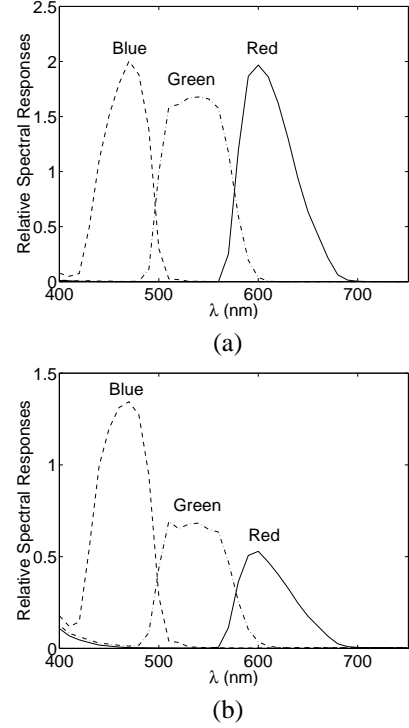 2.5
Blue
Red
2
Green
1.5
1
0.5
0
400 500 600 700
λ (nm)
Relative Spectral Responses
(a)
1.5
Blue
1
Green
Red
0.5
0
400 500 600 700
λ (nm)
Relative Spectral Responses
(b)